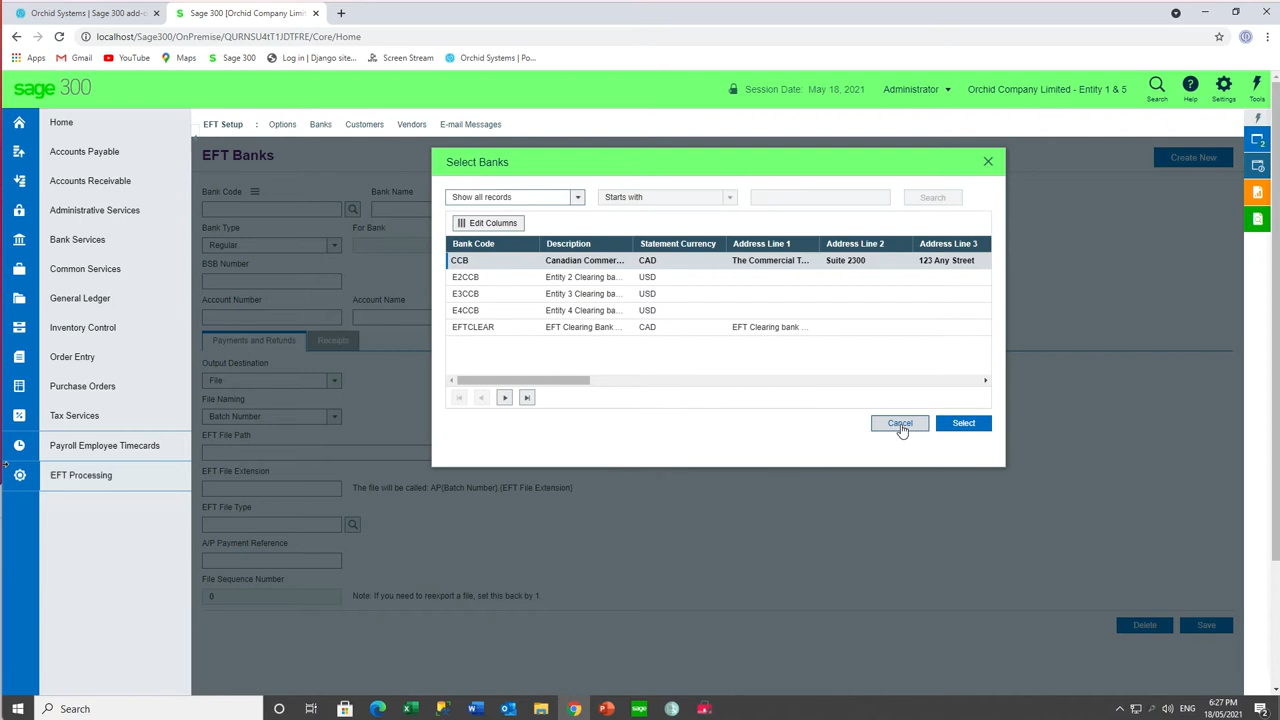 Orchid Systems | Sage 300 add-c
Sage 300 [Orchid Company Limit
localhost/Sage300/OnPremise/QURNSU4tT1JDTFRE/Core/Home
Apps
Gmail
YouTube
Maps
Sage 300
Log in | Django site...
Screen Stream
Orchid Systems | Po...
sage 300
Session Date: May 18, 2021
Administrator
Orchid Company Limited - Entity 1 & 5
Search
Help
Settings
Tools
Home
Accounts Payable
Accounts Receivable
Administrative Services
Bank Services
Common Services
General Ledger
Inventory Control
Order Entry
Purchase Orders
Tax Services
Payroll Employee Timecards
EFT Processing
EFT Setup : Options Banks Customers Vendors E-mail Messages
EFT Banks
Create New
Bank Code
Bank Name
Bank Type
For Bank
Regular
BSB Number
Account Number
Account Name
Payments and Refunds
Receipts
Output Destination
File
File Naming
Batch Number
EFT File Path
EFT File Extension
The file will be called: AP(Batch Number).(EFT File Extension)
EFT File Type
A/P Payment Reference
File Sequence Number
0
Note: If you need to reexport a file, set this back by 1.
Delete
Save
Select Banks
Show all records
Starts with
Search
Edit Columns
Bank Code Description Statement Currency Address Line 1 Address Line 2 Address Line 3
CCB Canadian Commer... CAD The Commercial T... Suite 2300 123 Any Street
E2CCB Entity 2 Clearing ba... USD
E3CCB Entity 3 Clearing ba... USD
E4CCB Entity 4 Clearing ba... USD
EFTCLEAR EFT Clearing Bank ... CAD EFT Clearing bank ...
Cancel
Select
2
Search
ENG
6:27 PM
18/05/2021
2